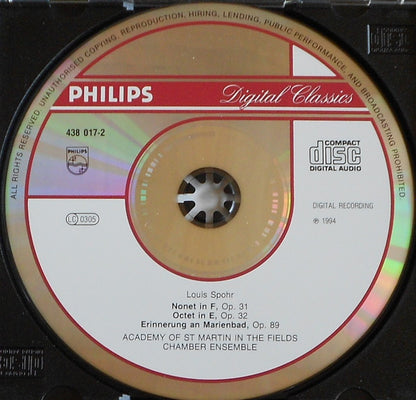 ALL RIGHTS RESERVED. UNAUTHORISED COPYING, REPRODUCTION, HIRING, LENDING, PUBLIC PERFORMANCE, AND BROADCASTING PROHIBITED.
PHILIPS
Digital Classics
438 017-2
PHILIPS
COMPACT
disc
DIGITAL AUDIO
LC 0305
DIGITAL RECORDING
℗ 1994
Louis Spohr
Nonet in F, Op. 31
Octet in E, Op. 32
Erinnerung an Marienbad, Op. 89
ACADEMY OF ST MARTIN IN THE FIELDS
CHAMBER ENSEMBLE